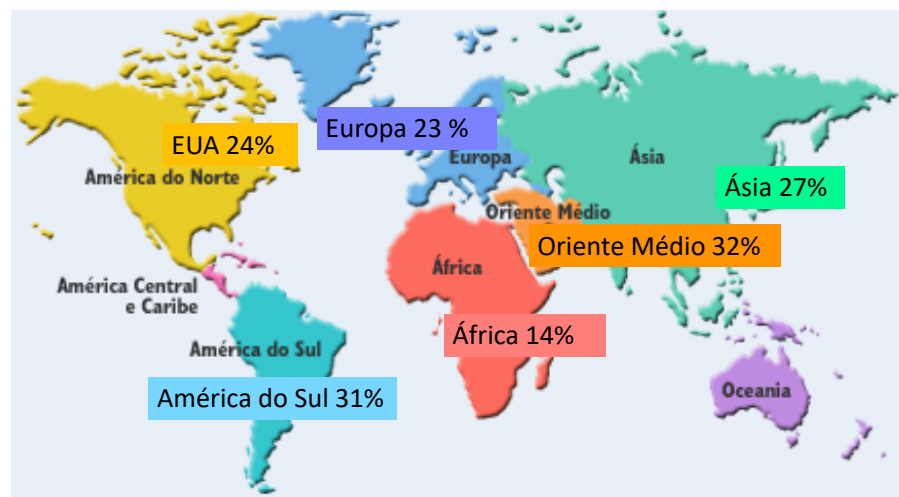 EUA 24%
América do Norte
Europa 23 %
Europa
Ásia
Ásia 27%
Oriente Médio
Oriente Médio 32%
América Central
e Caribe
África
África 14%
América do Sul
América do Sul 31%
Oceania